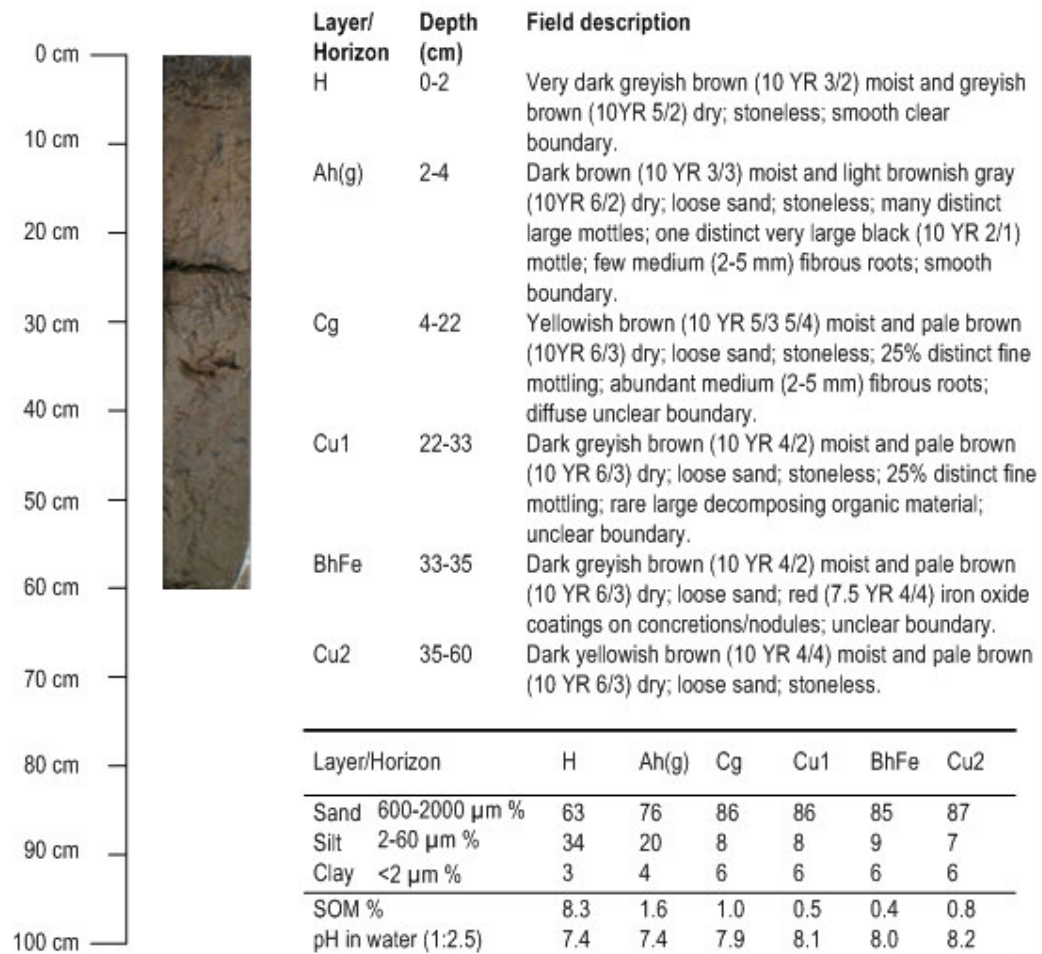 0 cm
10 cm
20 cm
30 cm
40 cm
50 cm
60 cm
70 cm
80 cm
90 cm
100 cm
Layer/ Depth Field description
Horizon (cm)
H 0-2 Very dark greyish brown (10 YR 3/2) moist and greyish
brown (10YR 5/2) dry; stoneless; smooth clear
boundary.
Ah(g) 2-4 Dark brown (10 YR 3/3) moist and light brownish gray
(10YR 6/2) dry; loose sand; stoneless; many distinct
large mottles; one distinct very large black (10 YR 2/1)
mottle; few medium (2-5 mm) fibrous roots; smooth
boundary.
Cg 4-22 Yellowish brown (10 YR 5/3 5/4) moist and pale brown
(10YR 6/3) dry; loose sand; stoneless; 25% distinct fine
mottling; abundant medium (2-5 mm) fibrous roots;
diffuse unclear boundary.
Cu1 22-33 Dark greyish brown (10 YR 4/2) moist and pale brown
(10 YR 6/3) dry; loose sand; stoneless; 25% distinct fine
mottling; rare large decomposing organic material;
unclear boundary.
BhFe 33-35 Dark greyish brown (10 YR 4/2) moist and pale brown
(10 YR 6/3) dry; loose sand; red (7.5 YR 4/4) iron oxide
coatings on concretions/nodules; unclear boundary.
Cu2 35-60 Dark yellowish brown (10 YR 4/4) moist and pale brown
(10 YR 6/3) dry; loose sand; stoneless.
Layer/Horizon H Ah(g) Cg Cu1 BhFe Cu2
Sand 600-2000 µm % 63 76 86 86 85 87
Silt 2-60 µm % 34 20 8 8 9 7
Clay <2 µm % 3 4 6 6 6 6
SOM % 8.3 1.6 1.0 0.5 0.4 0.8
pH in water (1:2.5) 7.4 7.4 7.9 8.1 8.0 8.2